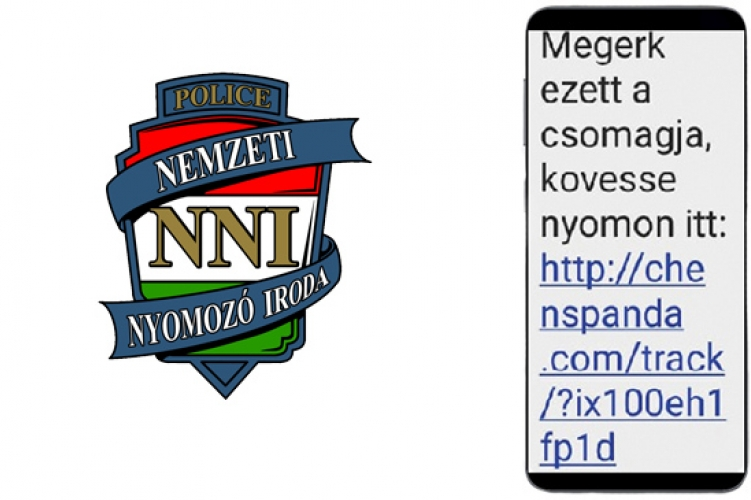 POLICE
NEMZETI
NNI
NYOMOZÓ IRODA
Megerk
ezett a
csomagja,
kovesse
nyomon itt:
http://che
nspanda
.com/track
/?ix100eh1
fp1d